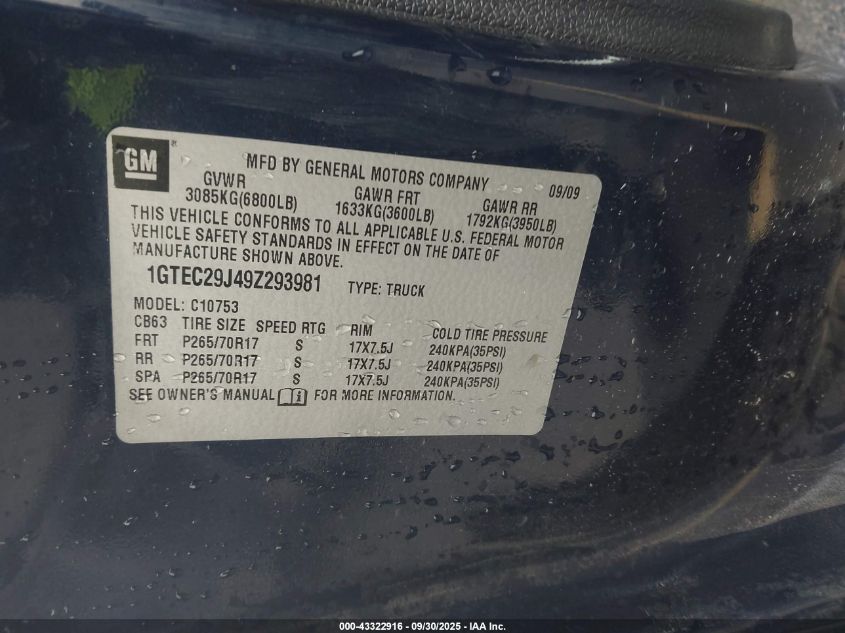 GM
MFD BY GENERAL MOTORS COMPANY 09/09
GVWR GAWR FRT GAWR RR
3085KG(6800LB) 1633KG(3600LB) 1792KG(3950LB)
THIS VEHICLE CONFORMS TO ALL APPLICABLE U.S. FEDERAL MOTOR
VEHICLE SAFETY STANDARDS IN EFFECT ON THE DATE OF
MANUFACTURE SHOWN ABOVE.
1GTEC29J49Z293981 TYPE: TRUCK
MODEL: C10753
CB63 TIRE SIZE SPEED RTG RIM COLD TIRE PRESSURE
FRT P265/70R17 S 17X7.5J 240KPA(35PSI)
RR P265/70R17 S 17X7.5J 240KPA(35PSI)
SPA P265/70R17 S 17X7.5J 240KPA(35PSI)
SEE OWNER'S MANUAL i FOR MORE INFORMATION.
000-43322916 - 09/30/2025 - IAA Inc.